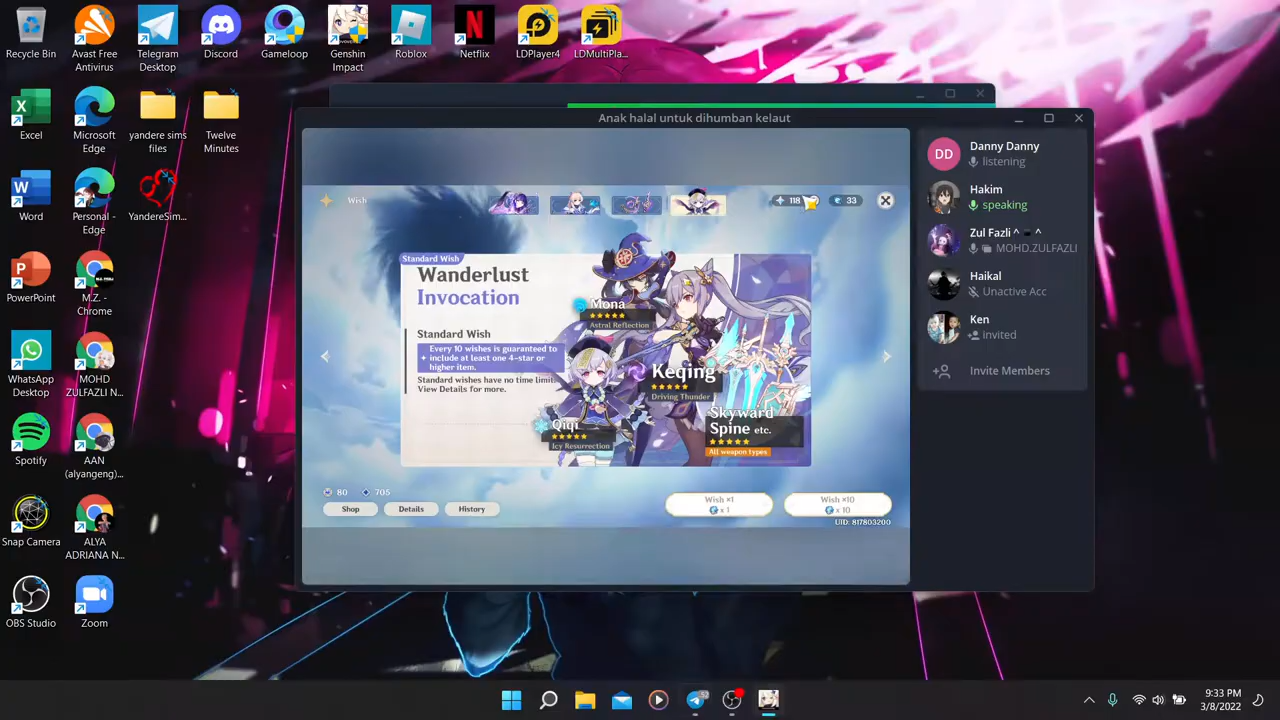 Recycle Bin
Avast Free
Antivirus
Telegram
Desktop
Discord
Gameloop
Genshin
Impact
Roblox
Netflix
LDPlayer4
LDMultiPla...
Excel
Microsoft
Edge
yandere sims
files
Twelve
Minutes
Word
Personal -
Edge
YandereSim...
PowerPoint
M.Z. -
Chrome
WhatsApp
Desktop
MOHD
ZULFAZLI N...
Spotify
AAN
(alyangeng)...
Snap Camera
ALYA
ADRIANA N...
OBS Studio
Zoom
Anak halal untuk dihumban kelaut
Wish
118
33
Standard Wish
Wanderlust
Invocation
Standard Wish
Every 10 wishes is guaranteed to
include at least one 4-star or
higher item.
Standard wishes have no time limit.
View Details for more.
Mona
Astral Reflection
Keqing
Driving Thunder
Qiqi
Icy Resurrection
Skyward
Spine etc.
All weapon types
80 705
Shop
Details
History
Wish ×1
x 1
Wish ×10
x 10
UID: 817803200
DD
Danny Danny
listening
Hakim
speaking
Zul Fazli ^ ^
MOHD.ZULFAZLI
Haikal
Unactive Acc
Ken
invited
Invite Members
52
9:33 PM
3/8/2022